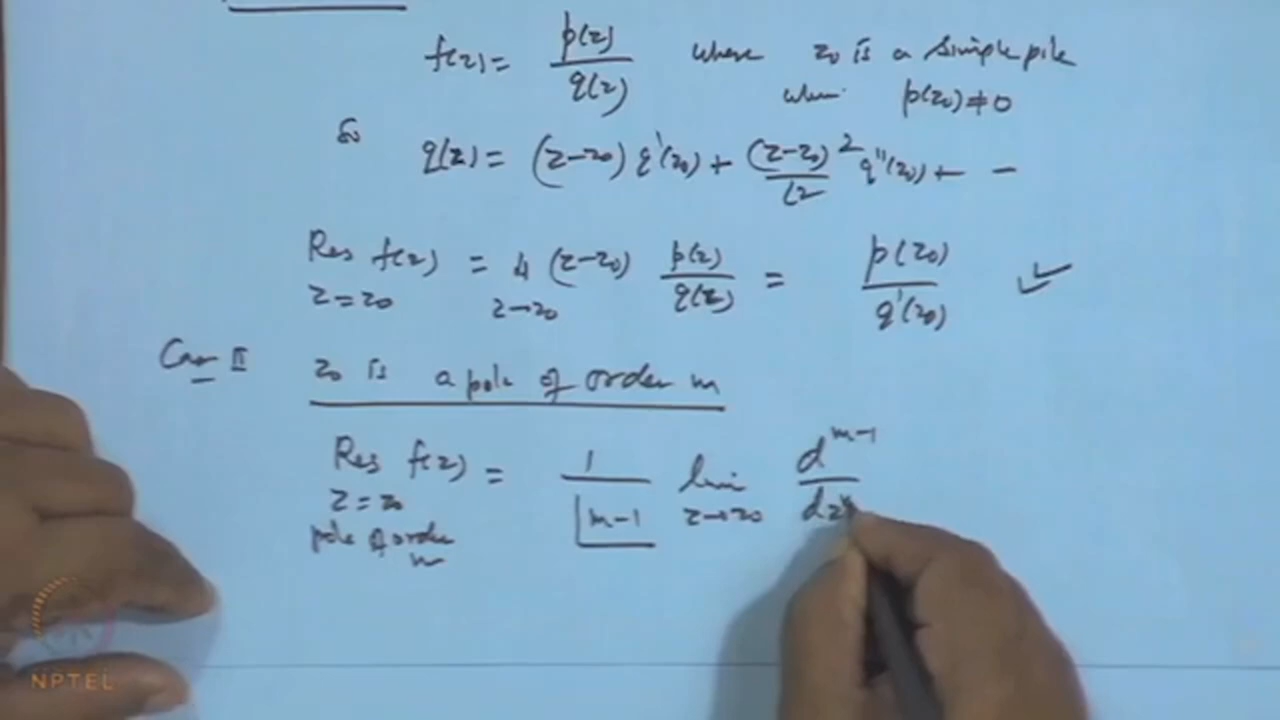 f(z) = p(z)/q(z) where z₀ is a simple pole
when p(z₀) ≠ 0
So q(z) = (z-z₀) q'(z₀) + (z-z₀)²/⌊2 q''(z₀) + -
Res f(z) = Lt (z-z₀) p(z)/q(z) = p(z₀)/q'(z₀) ✓
z=z₀ z→z₀
Case II z₀ is a pole of order m
Res f(z) = 1/⌊m-1 lim d^(m-1)/dz
z=z₀ z→z₀
pole of order
m
NPTEL